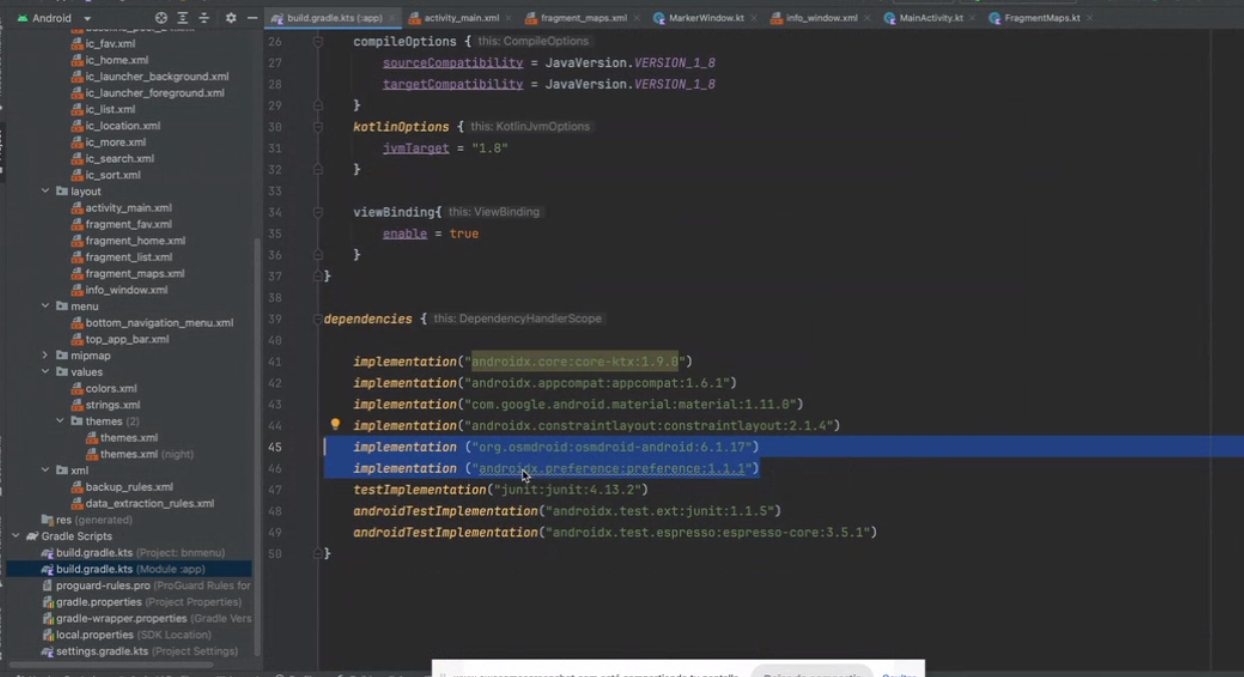 Android
build.gradle.kts (:app)
activity_main.xml
fragment_maps.xml
MarkerWindow.kt
info_window.xml
MainActivity.kt
FragmentMaps.kt
ic_fav.xml
ic_home.xml
ic_launcher_background.xml
ic_launcher_foreground.xml
ic_list.xml
ic_location.xml
ic_more.xml
ic_search.xml
ic_sort.xml
layout
activity_main.xml
fragment_fav.xml
fragment_home.xml
fragment_list.xml
fragment_maps.xml
info_window.xml
menu
bottom_navigation_menu.xml
top_app_bar.xml
mipmap
values
colors.xml
strings.xml
themes (2)
themes.xml
themes.xml (night)
xml
backup_rules.xml
data_extraction_rules.xml
res (generated)
Gradle Scripts
build.gradle.kts (Project: bnmenu)
build.gradle.kts (Module :app)
proguard-rules.pro (ProGuard Rules for
gradle.properties (Project Properties)
gradle-wrapper.properties (Gradle Vers
local.properties (SDK Location)
settings.gradle.kts (Project Settings)
26 compileOptions { this: CompileOptions
27 sourceCompatibility = JavaVersion.VERSION_1_8
28 targetCompatibility = JavaVersion.VERSION_1_8
29 }
30 kotlinOptions { this: KotlinJvmOptions
31 jvmTarget = "1.8"
32 }
33
34 viewBinding{ this: ViewBinding
35 enable = true
36 }
37 }
38
39 dependencies { this: DependencyHandlerScope
40
41 implementation("androidx.core:core-ktx:1.9.0")
42 implementation("androidx.appcompat:appcompat:1.6.1")
43 implementation("com.google.android.material:material:1.11.0")
44 implementation("androidx.constraintlayout:constraintlayout:2.1.4")
45 implementation ("org.osmdroid:osmdroid-android:6.1.17")
46 implementation ("androidx.preference:preference:1.1.1")
47 testImplementation("junit:junit:4.13.2")
48 androidTestImplementation("androidx.test.ext:junit:1.1.5")
49 androidTestImplementation("androidx.test.espresso:espresso-core:3.5.1")
50 }